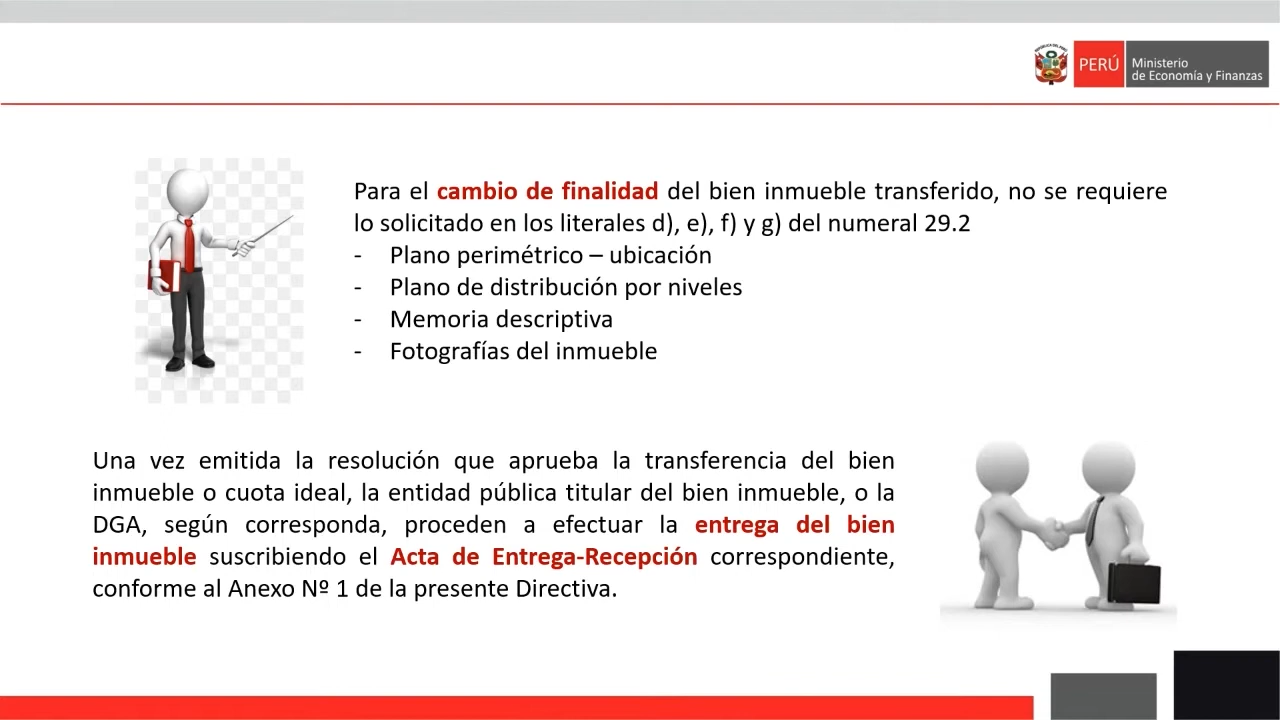 PERÚ
Ministerio
de Economía y Finanzas
Para el cambio de finalidad del bien inmueble transferido, no se requiere
lo solicitado en los literales d), e), f) y g) del numeral 29.2
- Plano perimétrico – ubicación
- Plano de distribución por niveles
- Memoria descriptiva
- Fotografías del inmueble
Una vez emitida la resolución que aprueba la transferencia del bien
inmueble o cuota ideal, la entidad pública titular del bien inmueble, o la
DGA, según corresponda, proceden a efectuar la entrega del bien
inmueble suscribiendo el Acta de Entrega-Recepción correspondiente,
conforme al Anexo Nº 1 de la presente Directiva.